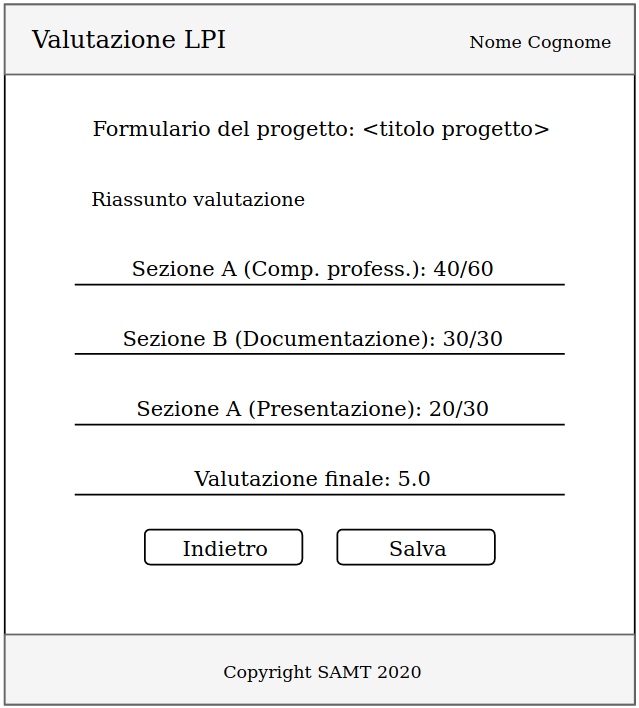 Valutazione LPI
Nome Cognome
Formulario del progetto: <titolo progetto>
Riassunto valutazione
Sezione A (Comp. profess.): 40/60
Sezione B (Documentazione): 30/30
Sezione A (Presentazione): 20/30
Valutazione finale: 5.0
Indietro
Salva
Copyright SAMT 2020